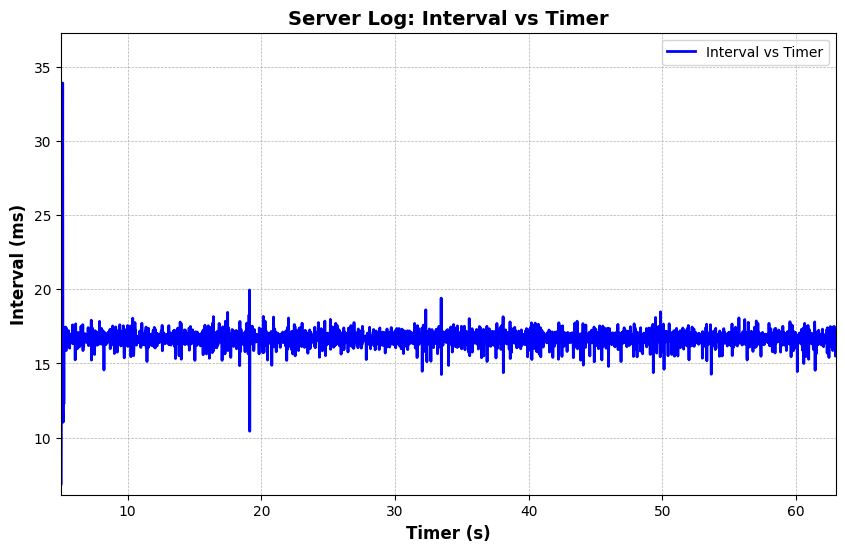 Server Log: Interval vs Timer
Interval vs Timer
35
30
25
20
15
10
Interval (ms)
10 20 30 40 50 60
Timer (s)